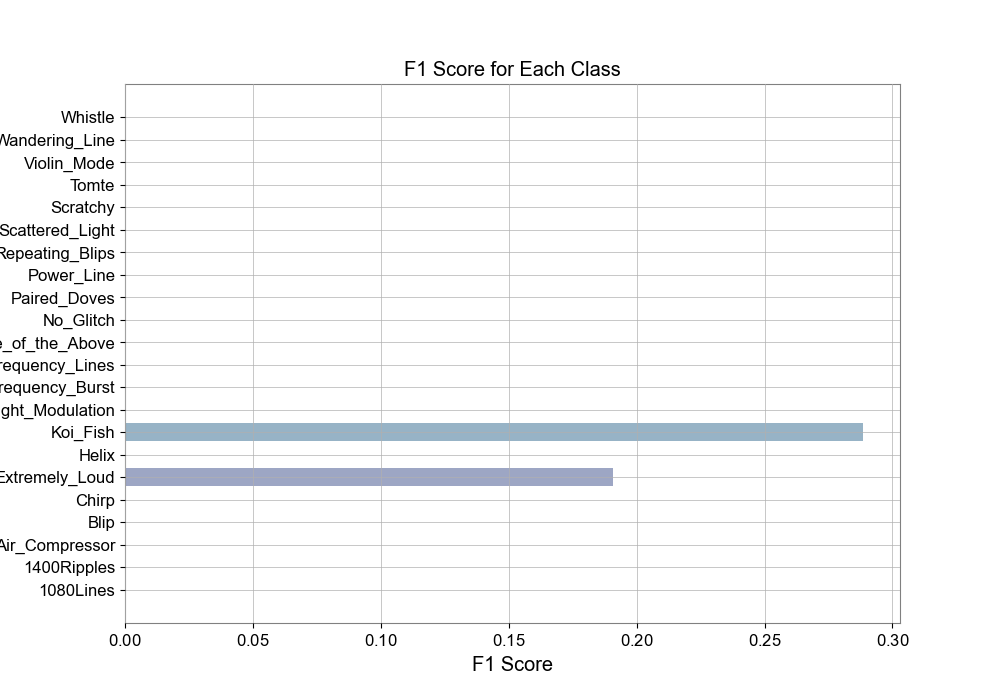 F1 Score for Each Class
Whistle
Wandering_Line
Violin_Mode
Tomte
Scratchy
Scattered_Light
Repeating_Blips
Power_Line
Paired_Doves
No_Glitch
e_of_the_Above
requency_Lines
requency_Burst
ght_Modulation
Koi_Fish
Helix
Extremely_Loud
Chirp
Blip
Air_Compressor
1400Ripples
1080Lines
0.00 0.05 0.10 0.15 0.20 0.25 0.30
F1 Score